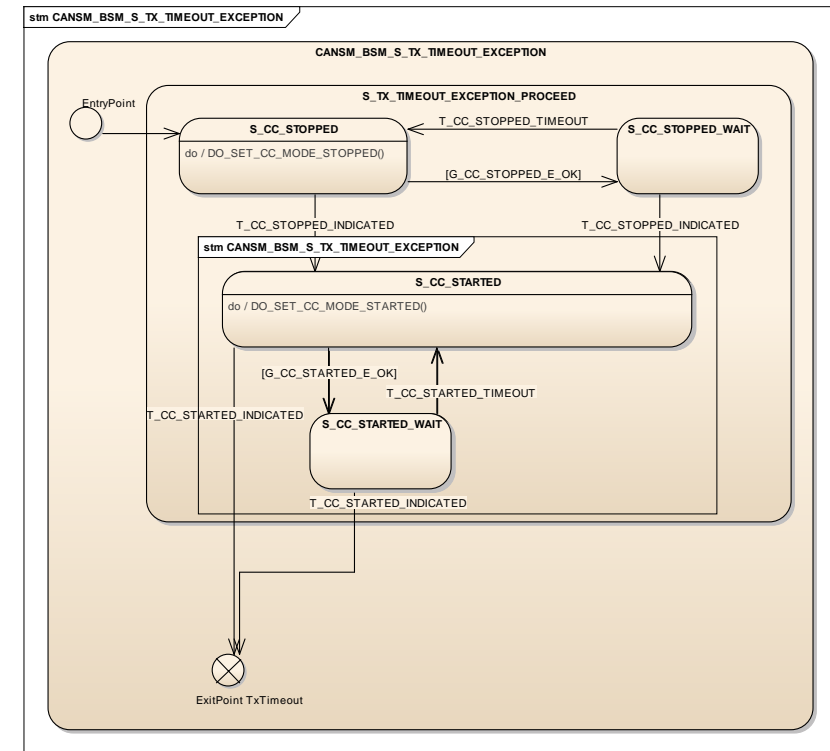 stm CANSM_BSM_S_TX_TIMEOUT_EXCEPTION
CANSM_BSM_S_TX_TIMEOUT_EXCEPTION
S_TX_TIMEOUT_EXCEPTION_PROCEED
EntryPoint
S_CC_STOPPED
do / DO_SET_CC_MODE_STOPPED()
T_CC_STOPPED_TIMEOUT
S_CC_STOPPED_WAIT
[G_CC_STOPPED_E_OK]
T_CC_STOPPED_INDICATED
T_CC_STOPPED_INDICATED
stm CANSM_BSM_S_TX_TIMEOUT_EXCEPTION
S_CC_STARTED
do / DO_SET_CC_MODE_STARTED()
[G_CC_STARTED_E_OK]
T_CC_STARTED_TIMEOUT
T_CC_STARTED_INDICATED
S_CC_STARTED_WAIT
T_CC_STARTED_INDICATED
ExitPoint TxTimeout